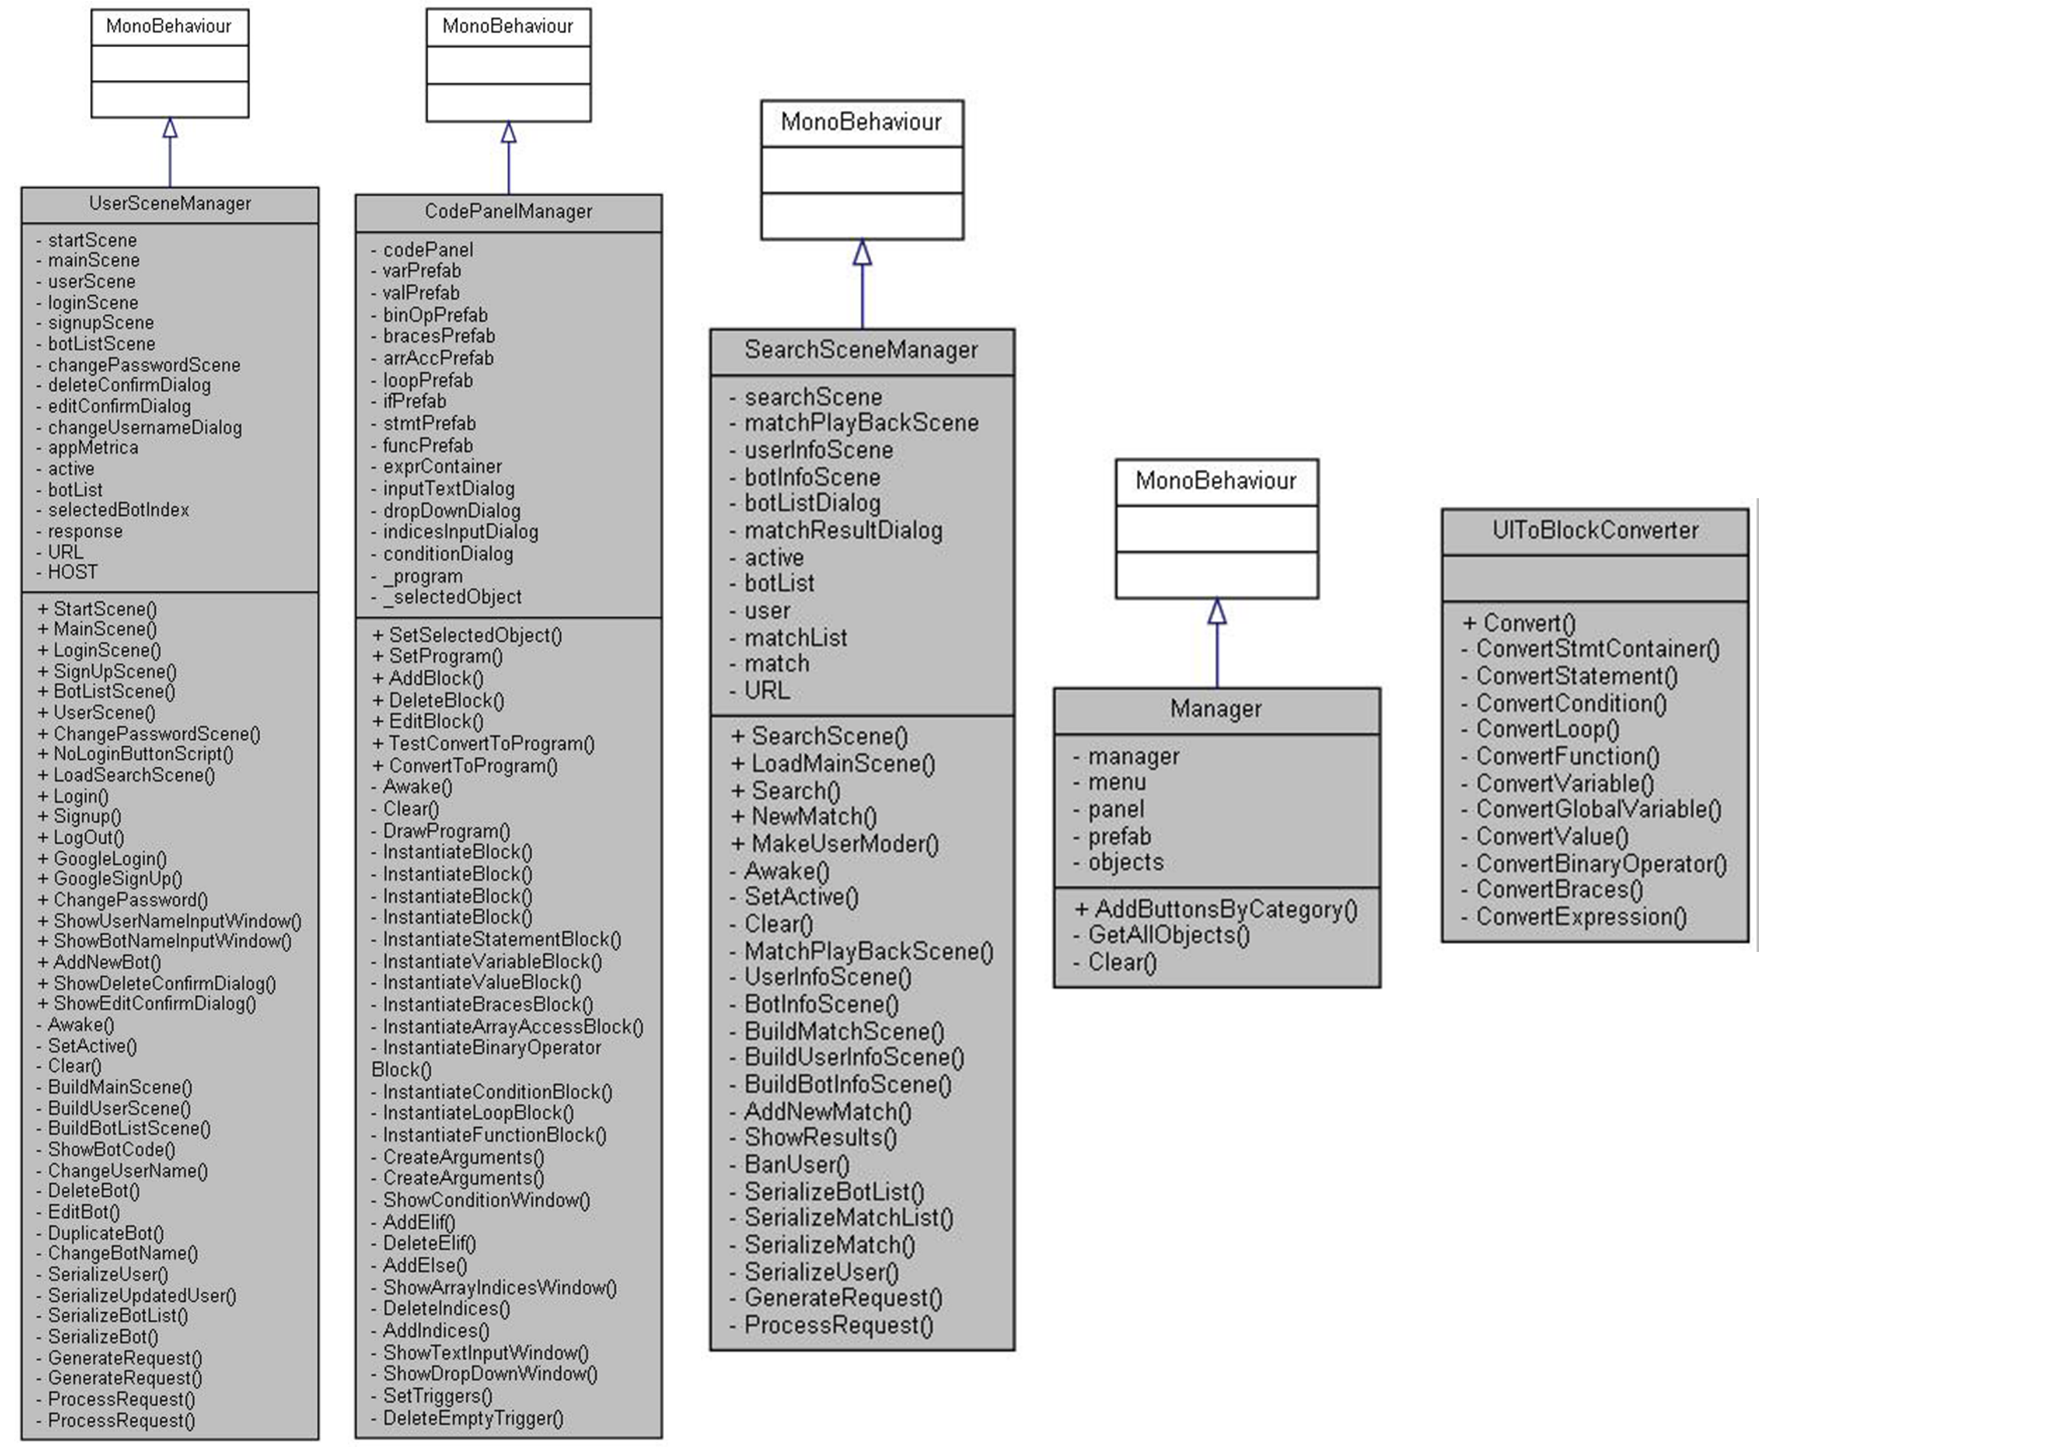 MonoBehaviour
UserSceneManager
- startScene
- mainScene
- userScene
- loginScene
- signupScene
- botListScene
- changePasswordScene
- deleteConfirmDialog
- editConfirmDialog
- changeUsernameDialog
- appMetrica
- active
- botList
- selectedBotIndex
- response
- URL
- HOST
+ StartScene()
+ MainScene()
+ LoginScene()
+ SignUpScene()
+ BotListScene()
+ UserScene()
+ ChangePasswordScene()
+ NoLoginButtonScript()
+ LoadSearchScene()
+ Login()
+ Signup()
+ LogOut()
+ GoogleLogin()
+ GoogleSignUp()
+ ChangePassword()
+ ShowUserNameInputWindow()
+ ShowBotNameInputWindow()
+ AddNewBot()
+ ShowDeleteConfirmDialog()
+ ShowEditConfirmDialog()
- Awake()
- SetActive()
- Clear()
- BuildMainScene()
- BuildUserScene()
- BuildBotListScene()
- ShowBotCode()
- ChangeUserName()
- DeleteBot()
- EditBot()
- DuplicateBot()
- ChangeBotName()
- SerializeUser()
- SerializeUpdatedUser()
- SerializeBotList()
- SerializeBot()
- GenerateRequest()
- GenerateRequest()
- ProcessRequest()
- ProcessRequest()
MonoBehaviour
CodePanelManager
- codePanel
- varPrefab
- valPrefab
- binOpPrefab
- bracesPrefab
- arrAccPrefab
- loopPrefab
- ifPrefab
- stmtPrefab
- funcPrefab
- exprContainer
- inputTextDialog
- dropDownDialog
- indicesInputDialog
- conditionDialog
- _program
- _selectedObject
+ SetSelectedObject()
+ SetProgram()
+ AddBlock()
+ DeleteBlock()
+ EditBlock()
+ TestConvertToProgram()
+ ConvertToProgram()
- Awake()
- Clear()
- DrawProgram()
- InstantiateBlock()
- InstantiateBlock()
- InstantiateBlock()
- InstantiateBlock()
- InstantiateStatementBlock()
- InstantiateVariableBlock()
- InstantiateValueBlock()
- InstantiateBracesBlock()
- InstantiateArrayAccessBlock()
- InstantiateBinaryOperator
Block()
- InstantiateConditionBlock()
- InstantiateLoopBlock()
- InstantiateFunctionBlock()
- CreateArguments()
- CreateArguments()
- ShowConditionWindow()
- AddElif()
- DeleteElif()
- AddElse()
- ShowArrayIndicesWindow()
- DeleteIndices()
- AddIndices()
- ShowTextInputWindow()
- ShowDropDownWindow()
- SetTriggers()
- DeleteEmptyTrigger()
MonoBehaviour
SearchSceneManager
- searchScene
- matchPlayBackScene
- userInfoScene
- botInfoScene
- botListDialog
- matchResultDialog
- active
- botList
- user
- matchList
- match
- URL
+ SearchScene()
+ LoadMainScene()
+ Search()
+ NewMatch()
+ MakeUserModer()
- Awake()
- SetActive()
- Clear()
- MatchPlayBackScene()
- UserInfoScene()
- BotInfoScene()
- BuildMatchScene()
- BuildUserInfoScene()
- BuildBotInfoScene()
- AddNewMatch()
- ShowResults()
- BanUser()
- SerializeBotList()
- SerializeMatchList()
- SerializeMatch()
- SerializeUser()
- GenerateRequest()
- ProcessRequest()
MonoBehaviour
Manager
- manager
- menu
- panel
- prefab
- objects
+ AddButtonsByCategory()
- GetAllObjects()
- Clear()
UIToBlockConverter
+ Convert()
- ConvertStmtContainer()
- ConvertStatement()
- ConvertCondition()
- ConvertLoop()
- ConvertFunction()
- ConvertVariable()
- ConvertGlobalVariable()
- ConvertValue()
- ConvertBinaryOperator()
- ConvertBraces()
- ConvertExpression()